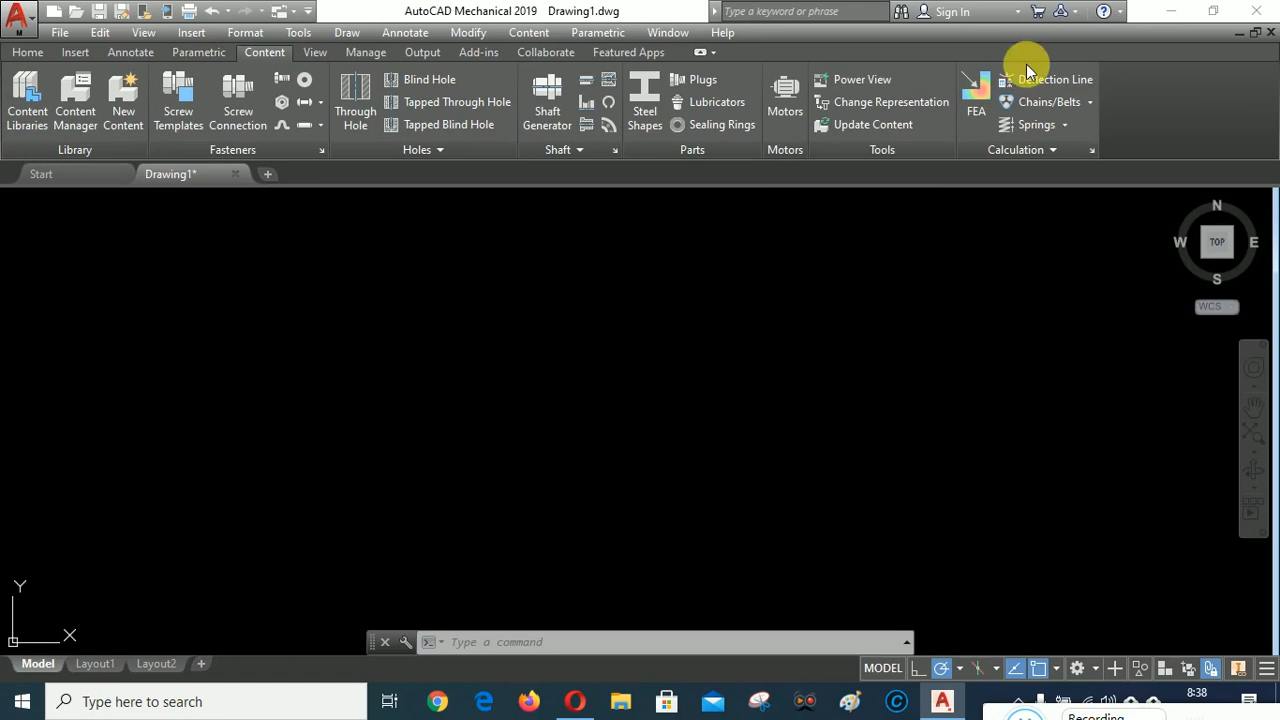 AutoCAD Mechanical 2019 Drawing1.dwg
Type a keyword or phrase
Sign In
File Edit View Insert Format Tools Draw Annotate Modify Content Parametric Window Help
Home Insert Annotate Parametric Content View Manage Output Add-ins Collaborate Featured Apps
Content Libraries
Content Manager
New Content
Library
Screw Templates
Screw Connection
Fasteners
Through Hole
Blind Hole
Tapped Through Hole
Tapped Blind Hole
Holes
Shaft Generator
Shaft
Steel Shapes
Plugs
Lubricators
Sealing Rings
Parts
Motors
Motors
Power View
Change Representation
Update Content
Tools
FEA
Deflection Line
Chains/Belts
Springs
Calculation
Start
Drawing1*
N
W
TOP
E
S
WCS
Y
X
Type a command
Model Layout1 Layout2
MODEL
Type here to search
8:38
Recording